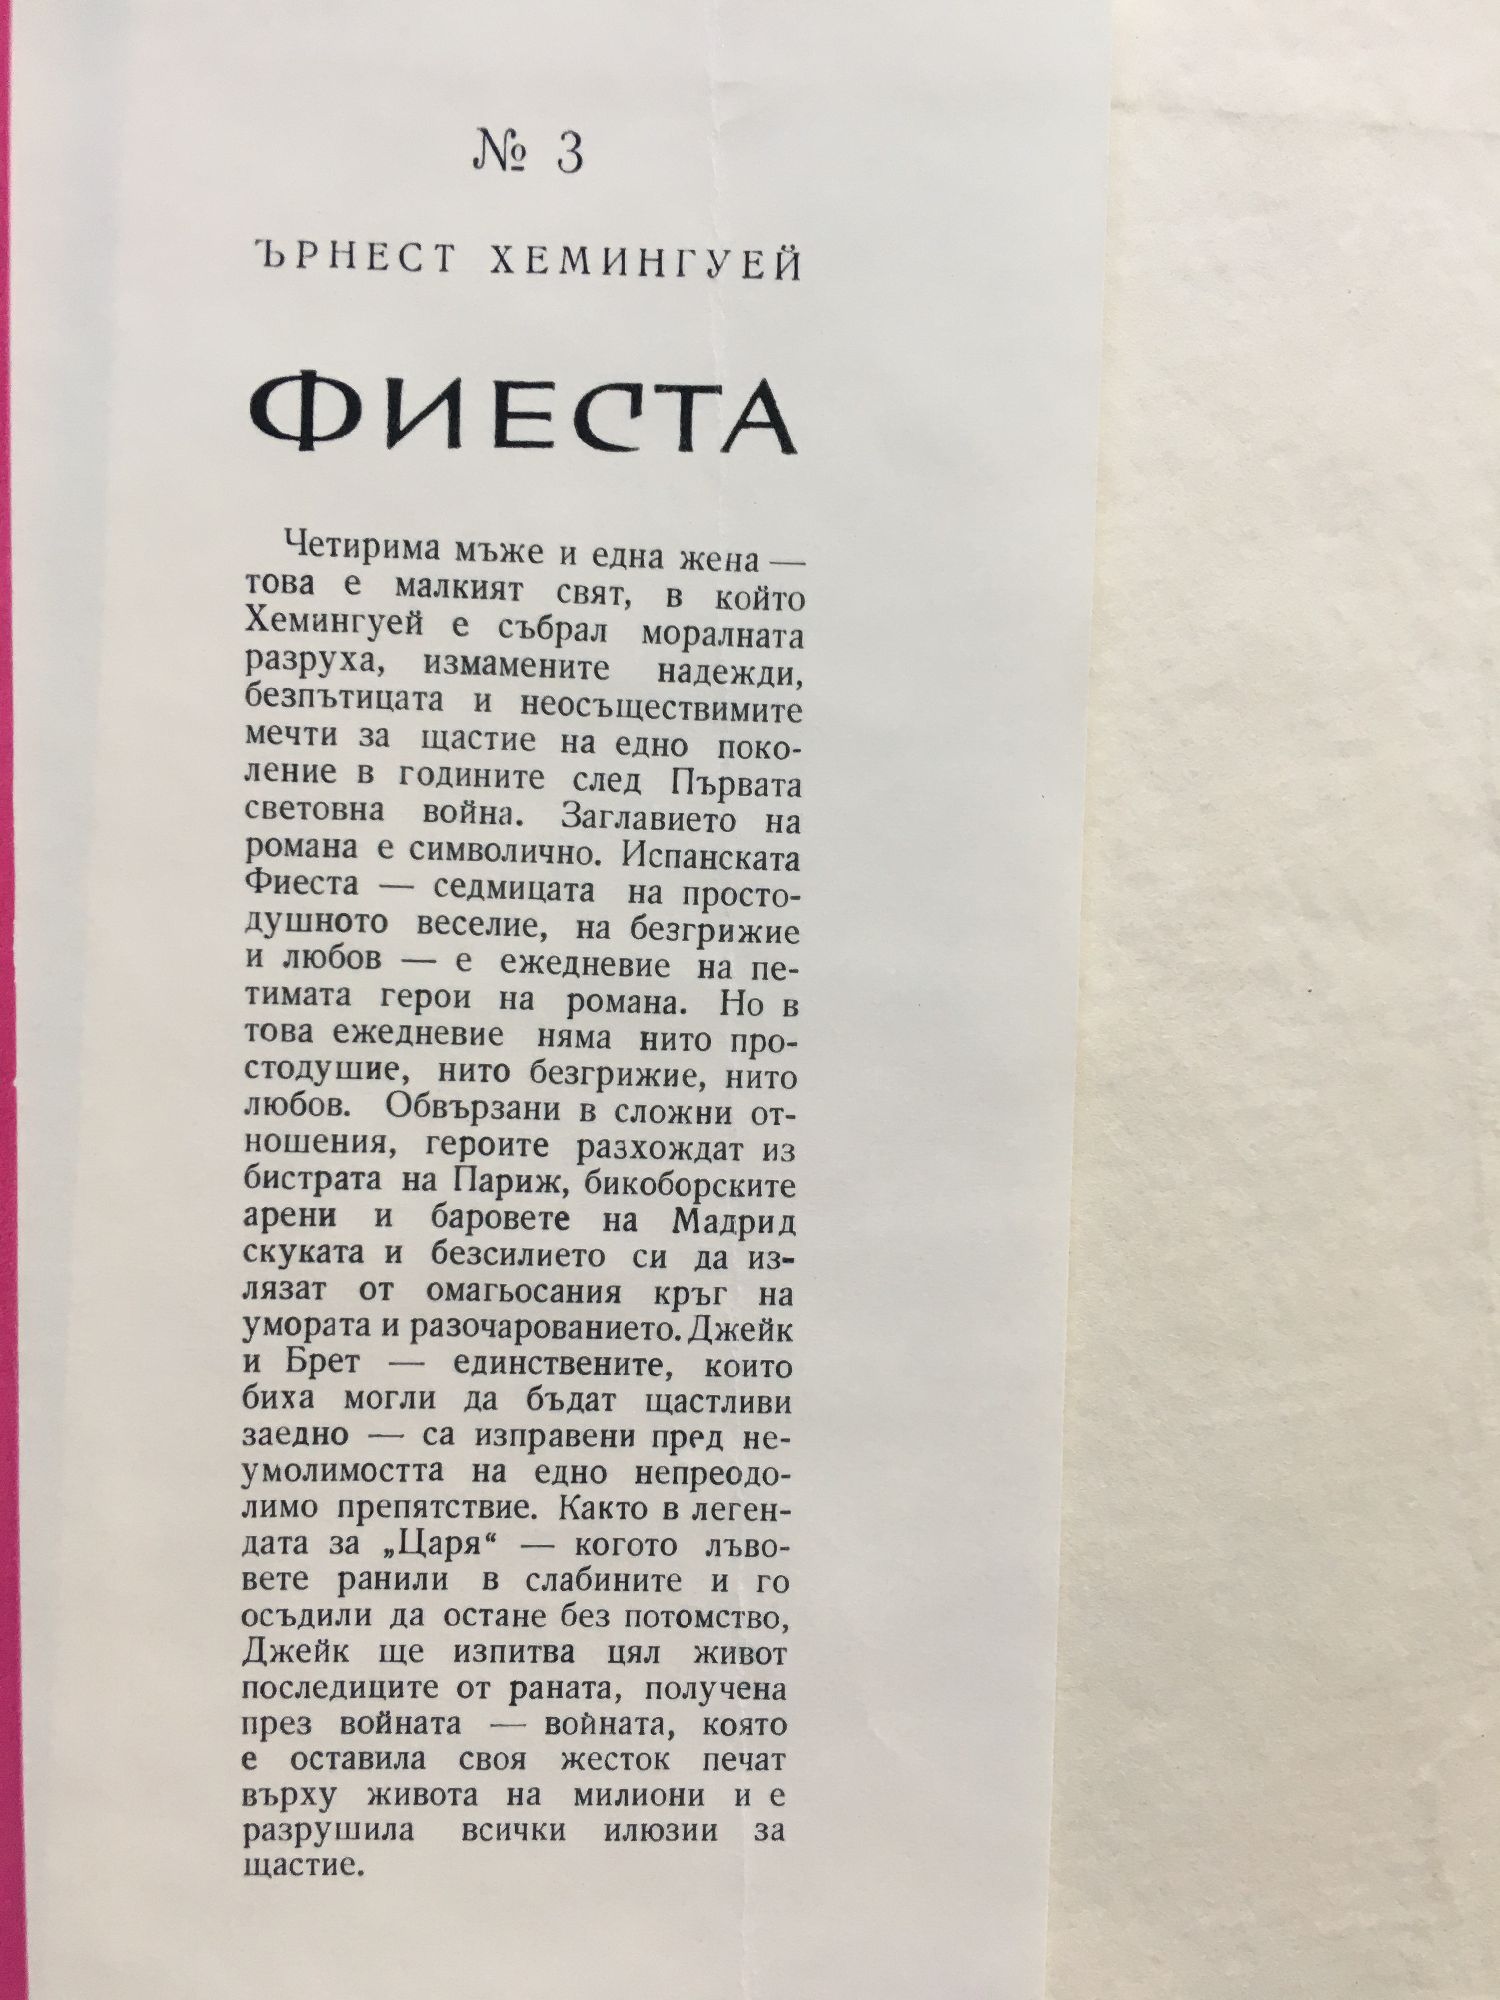 № 3
ЪРНЕСТ ХЕМИНГУЕЙ
ФИЕСТА
Четирима мъже и една жена —
това е малкият свят, в който
Хемингуей е събрал моралната
разруха, измамените надежди,
безпътицата и неосъществимите
мечти за щастие на едно поко-
ление в годините след Първата
световна война. Заглавието на
романа е символично. Испанската
Фиеста — седмицата на просто-
душното веселие, на безгрижие
и любов — е ежедневие на пе-
тимата герои на романа. Но в
това ежедневие няма нито про-
стодушие, нито безгрижие, нито
любов. Обвързани в сложни от-
ношения, героите разхождат из
бистрата на Париж, бикоборските
арени и баровете на Мадрид
скуката и безсилието си да из-
лязат от омагьосания кръг на
умората и разочарованието. Джейк
и Брет — единствените, които
биха могли да бъдат щастливи
заедно — са изправени пред не-
умолимостта на едно непреодо-
лимо препятствие. Както в леген-
дата за „Царя“ — когото лъво-
вете ранили в слабините и го
осъдили да остане без потомство,
Джейк ще изпитва цял живот
последиците от раната, получена
през войната — войната, която
е оставила своя жесток печат
върху живота на милиони и е
разрушила всички илюзии за
щастие.